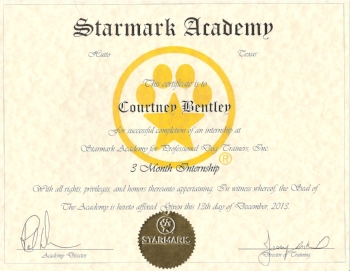 Starmark Academy
Hutto Texas
This certificate is to
Courtney Bentley
For successful completion of an internship at
Starmark Academy for Professional Dog Trainers, Inc.
3 Month Internship
With all rights, privileges, and honors thereunto appertaining. In witness whereof, the Seal of
The Academy is hereto affixed. Given this 13th day of December, 2013.
®
STARMARK
Academy Director Director of Training